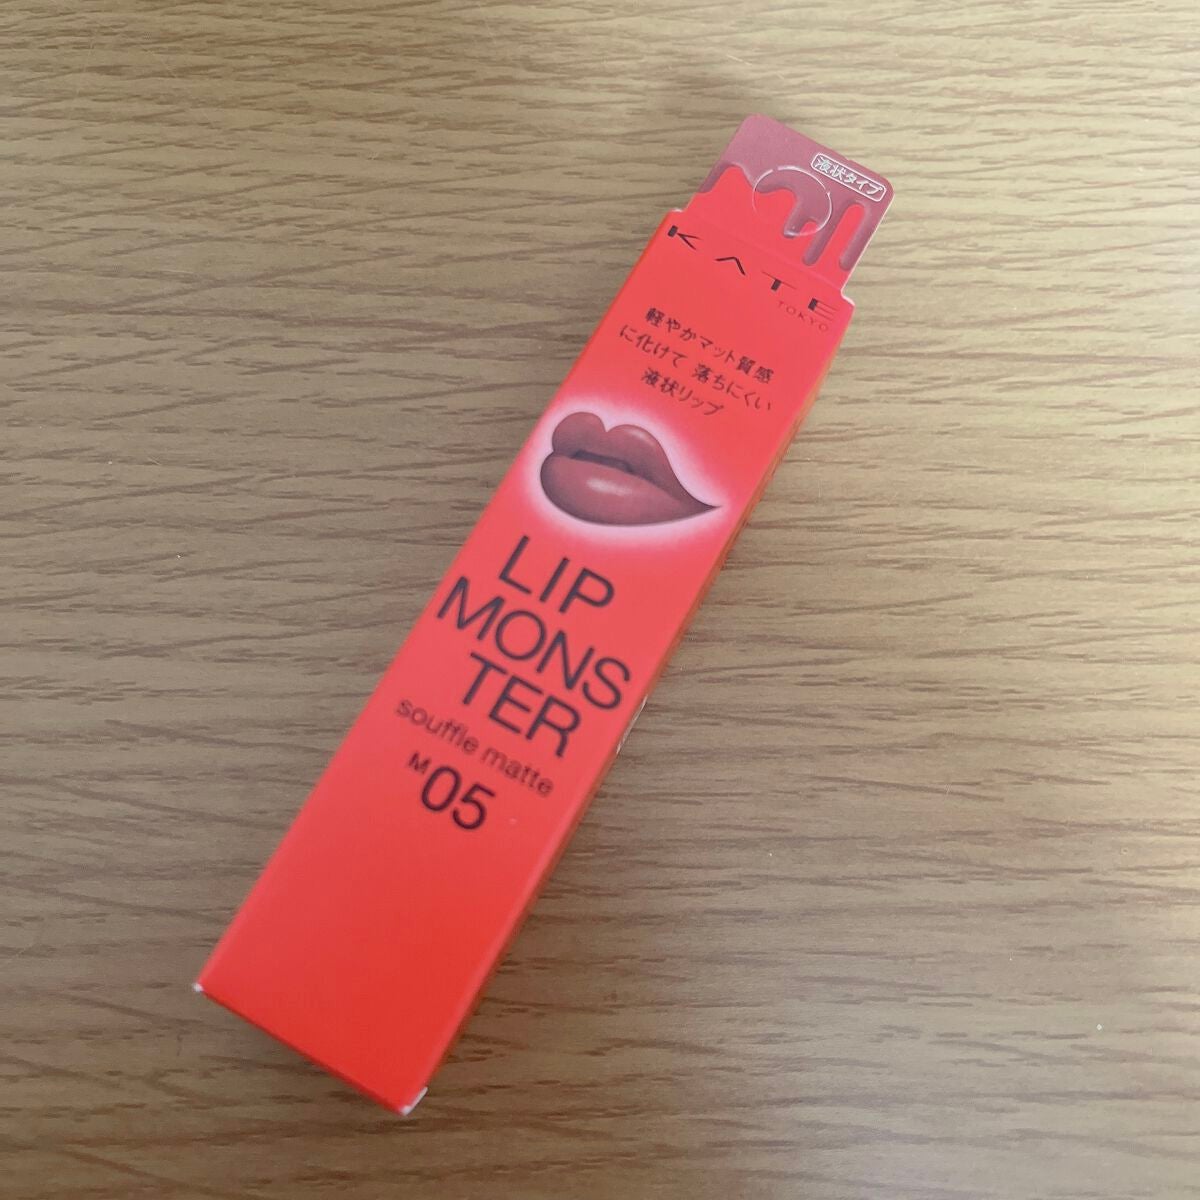 液状タイプ
KATE
TOKYO
軽やかマット質感
に化けて 落ちにくい
液状リップ
LIP
MONS
TER
souffle matte
M05